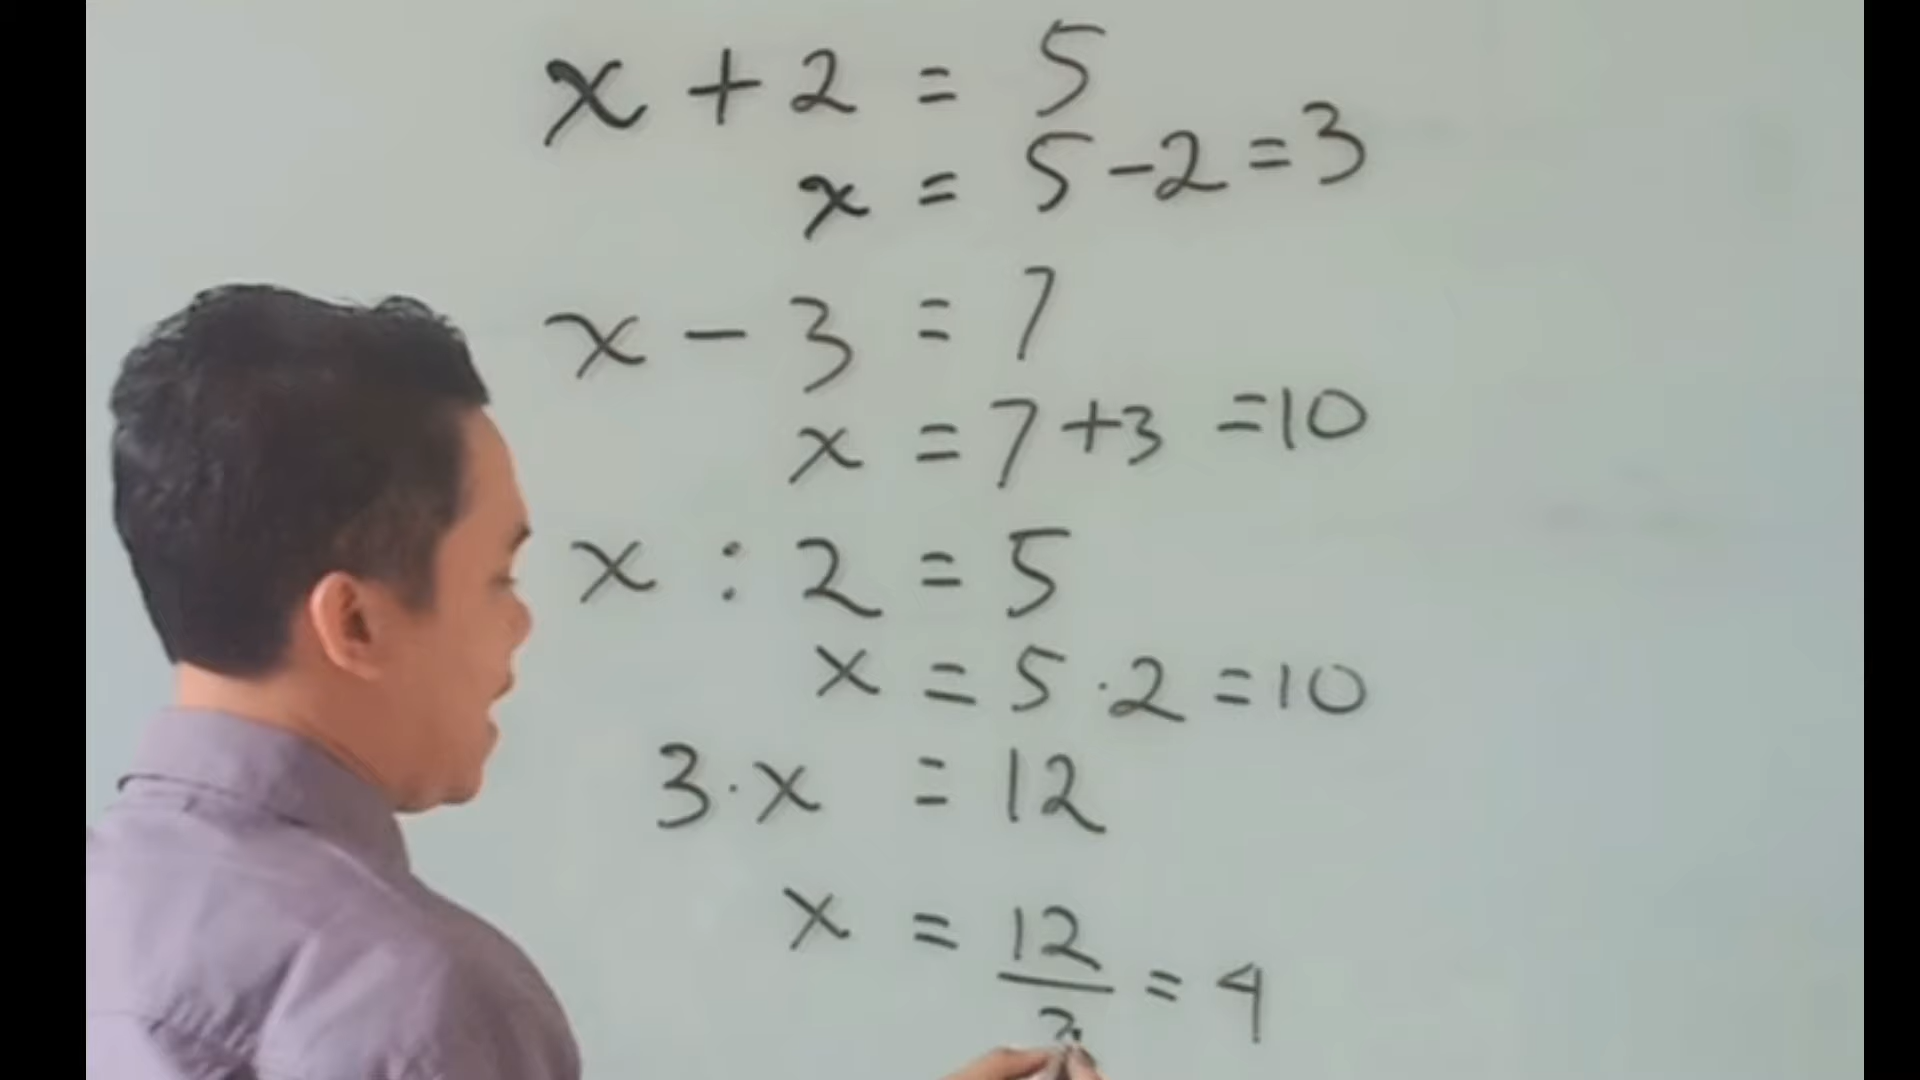 x + 2 = 5
x = 5 - 2 = 3
x - 3 = 7
x = 7 + 3 = 10
x : 2 = 5
x = 5 · 2 = 10
3 · x = 12
x = 12/3 = 4